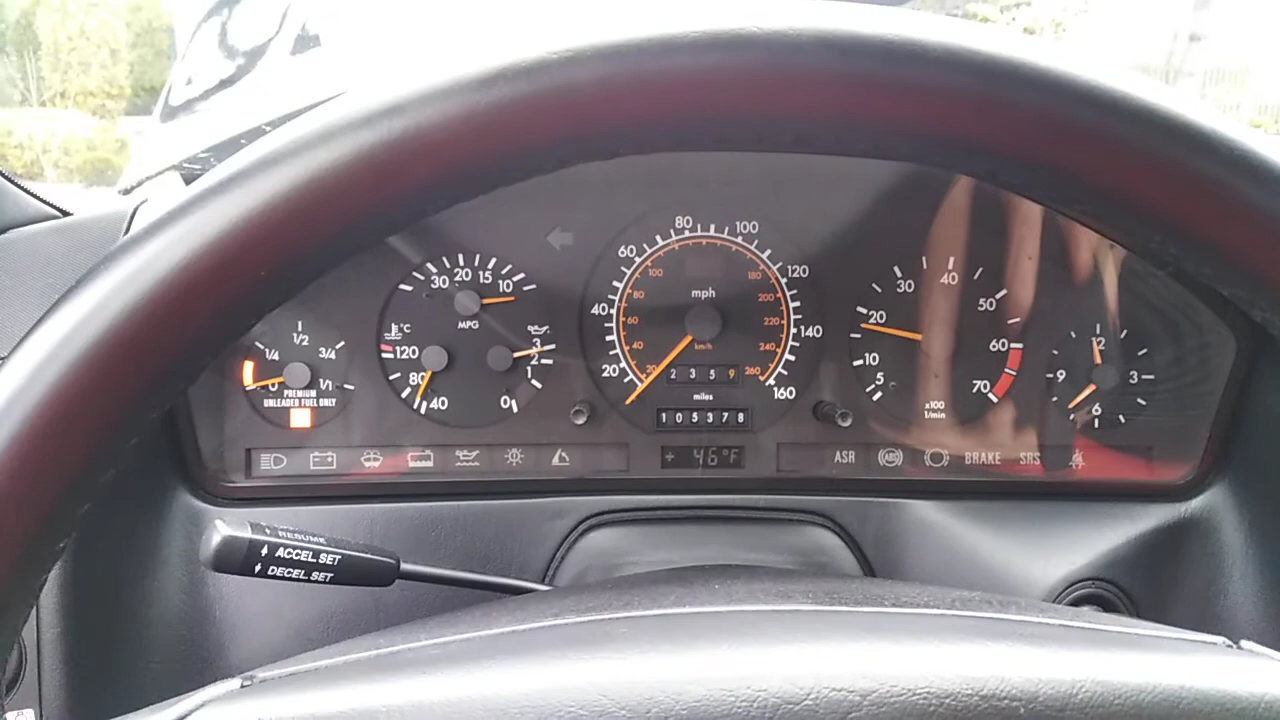 1/2
1/4
3/4
0
1/1
PREMIUM
UNLEADED FUEL ONLY
30 20 15 10
MPG
°C
120
80
40
3
2
1
0
20 40 60 80 100 120 140 160
mph
40 60 80 100 180 200 220 240 260
km/h
2359
miles
105378
+ 46°F
5 10 20 30 40 50 60 70
x100
1/min
12
9
3
6
ASR ABS BRAKE SRS
RESUME
ACCEL.SET
DECEL.SET